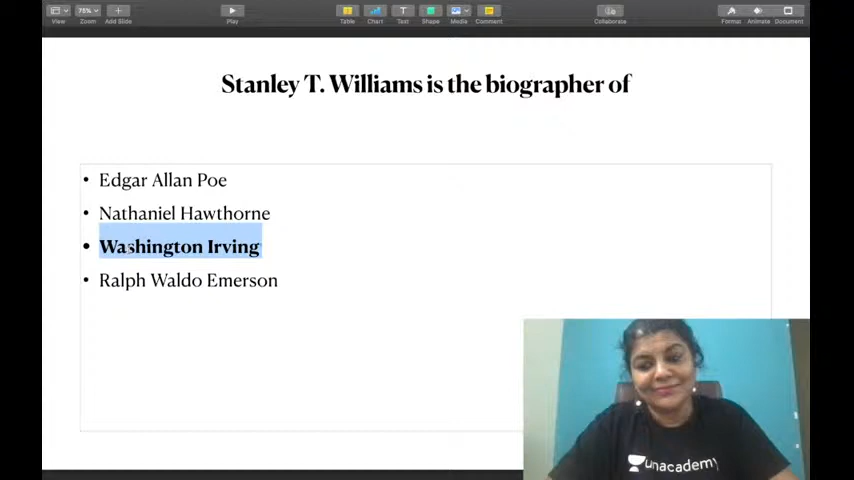 View
75%
Zoom
Add Slide
Play
Table
Chart
T
Text
Shape
Media
Comment
Collaborate
Format
Animate
Document
Stanley T. Williams is the biographer of
• Edgar Allan Poe
• Nathaniel Hawthorne
• Washington Irving
• Ralph Waldo Emerson
unacademy